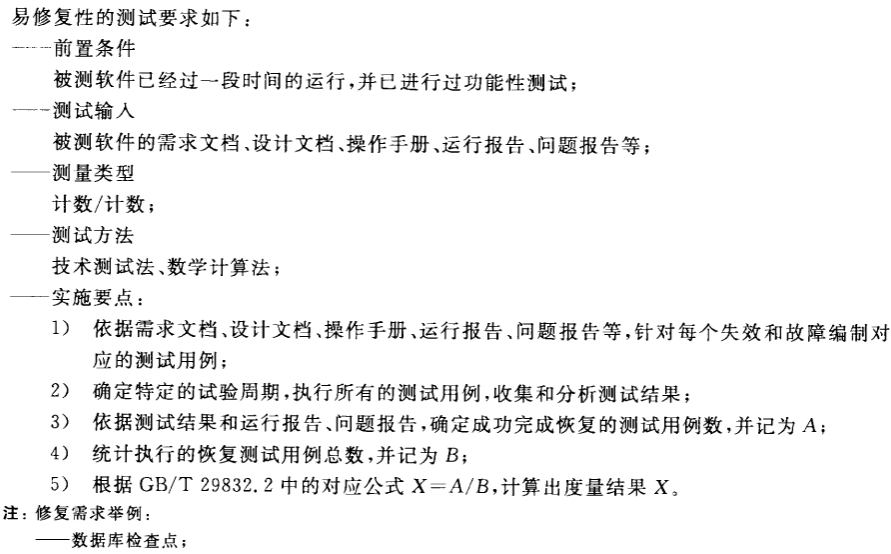 易修复性的测试要求如下:
——前置条件
被测软件已经过一段时间的运行,并已进行过功能性测试;
——测试输入
被测软件的需求文档、设计文档、操作手册、运行报告、问题报告等;
——测量类型
计数/计数;
——测试方法
技术测试法、数学计算法;
——实施要点:
1) 依据需求文档、设计文档、操作手册、运行报告、问题报告等,针对每个失效和故障编制对
应的测试用例;
2) 确定特定的试验周期,执行所有的测试用例,收集和分析测试结果;
3) 依据测试结果和运行报告、问题报告,确定成功完成恢复的测试用例数,并记为 A;
4) 统计执行的恢复测试用例总数,并记为 B;
5) 根据 GB/T 29832.2 中的对应公式 X=A/B,计算出度量结果 X。
注:修复需求举例:
——数据库检查点;